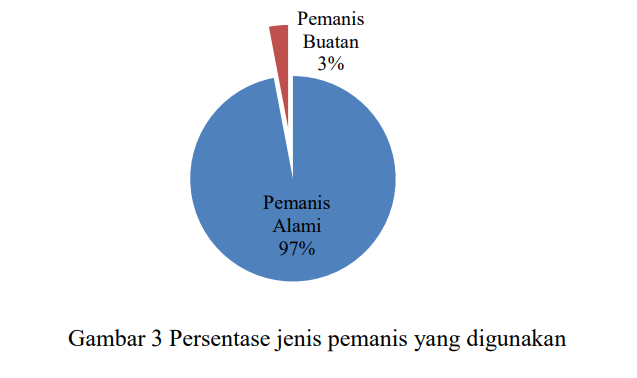 Pemanis
Buatan
3%
Pemanis
Alami
97%
Gambar 3 Persentase jenis pemanis yang digunakan